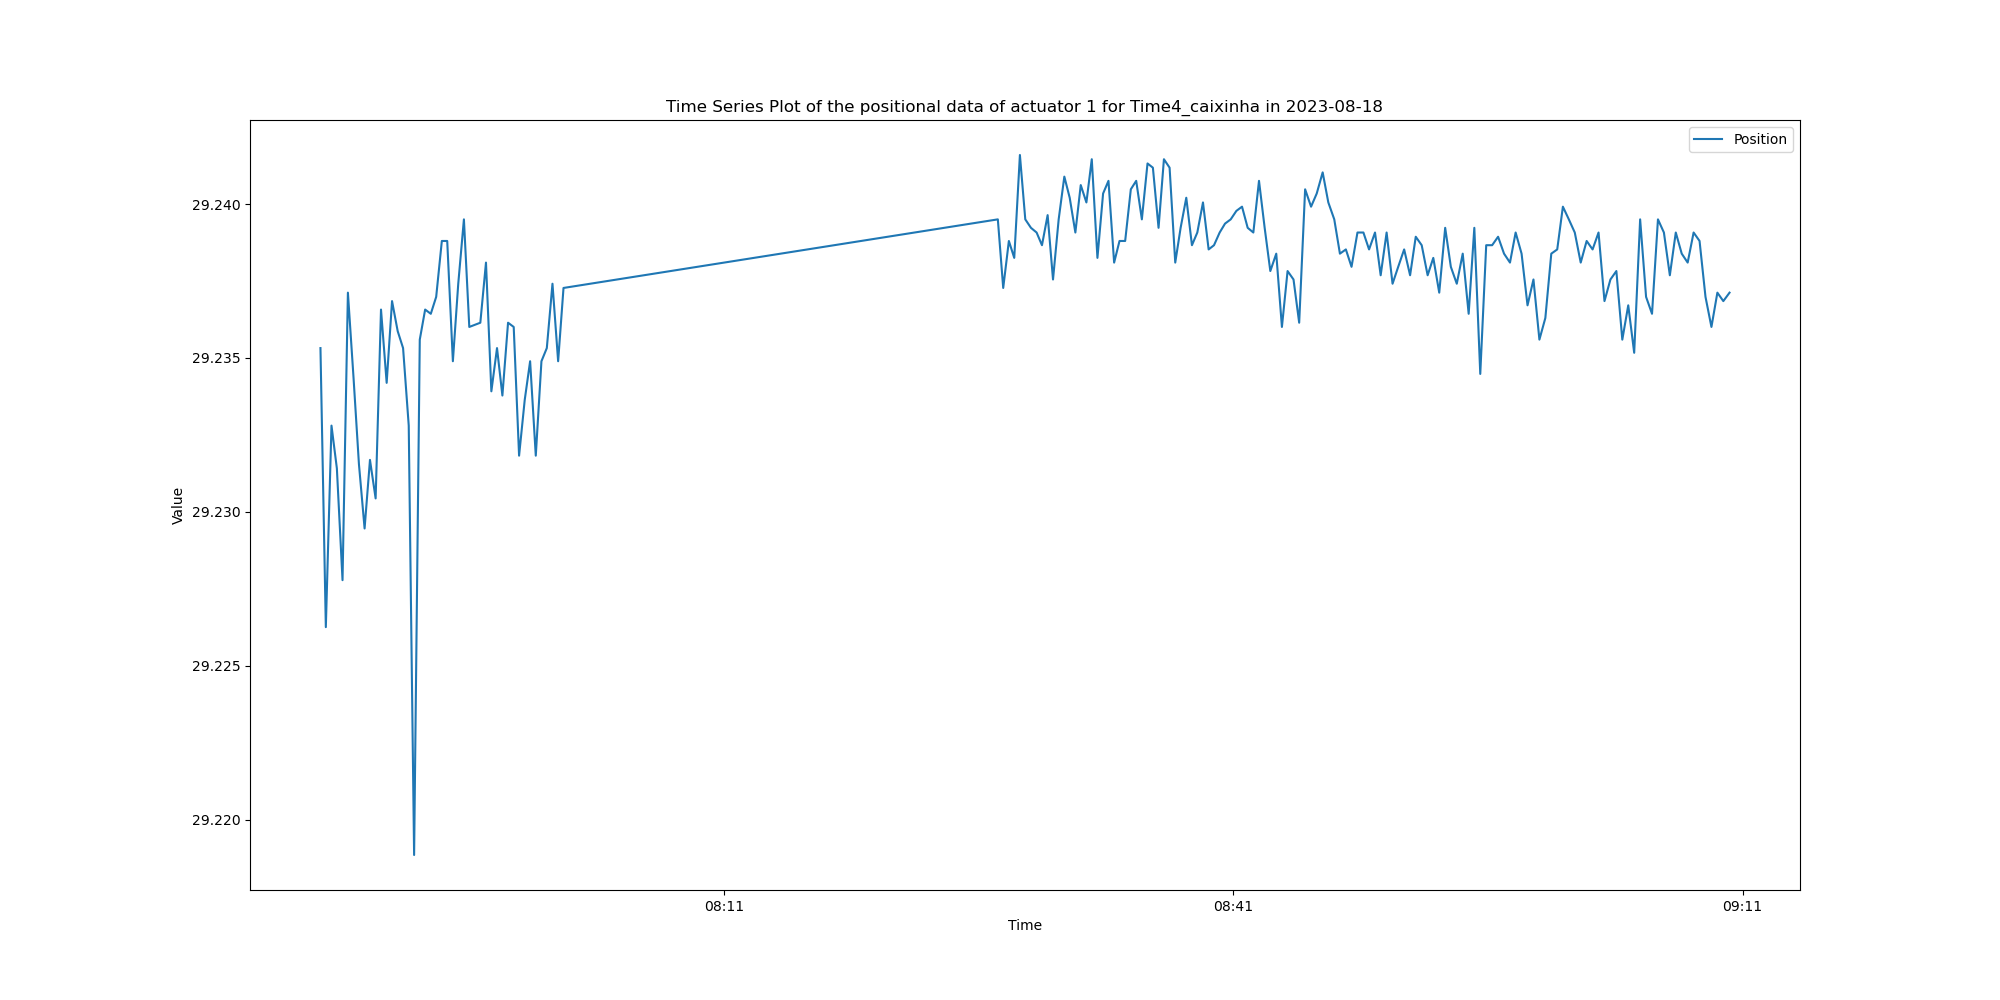 Time Series Plot of the positional data of actuator 1 for Time4_caixinha in 2023-08-18
Position
29.240
29.235
29.230
29.225
29.220
Value
08:11
08:41
09:11
Time